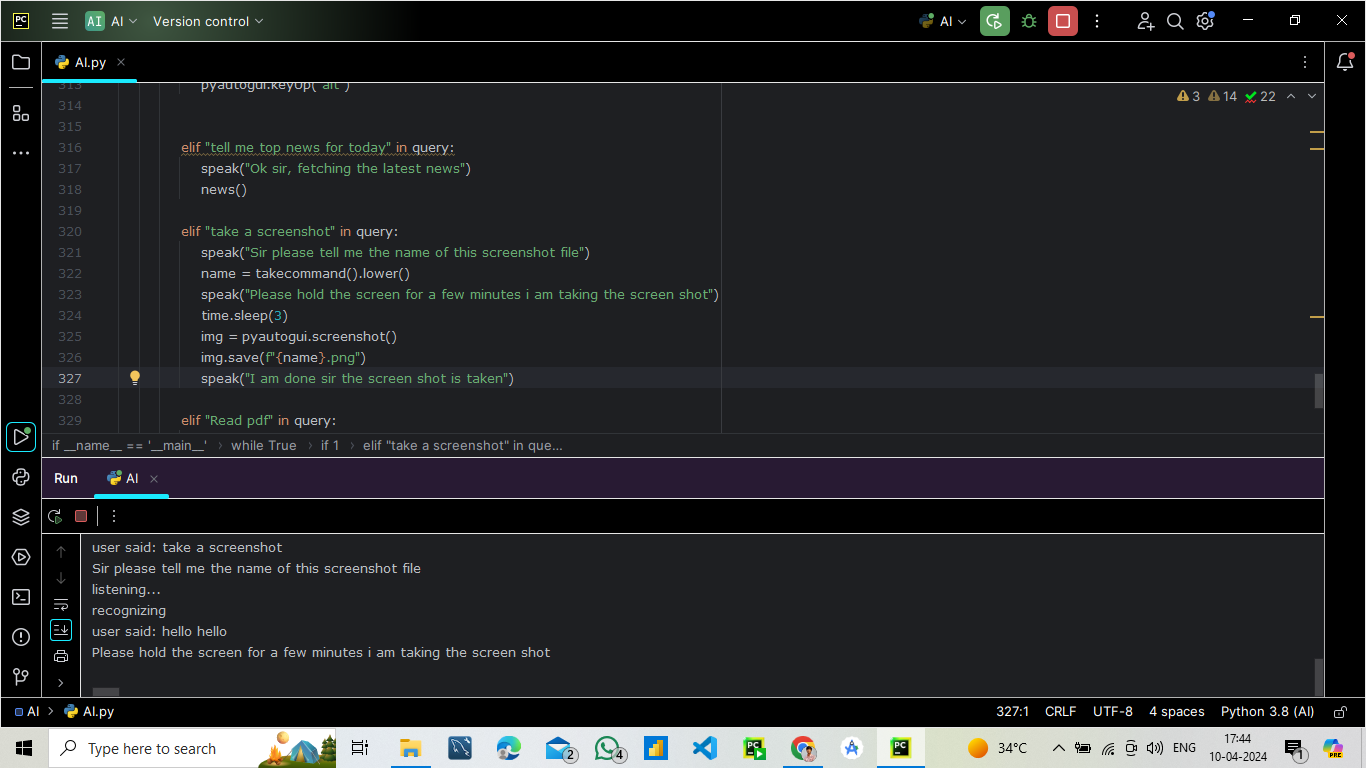 PC
AI AI Version control AI
AI.py
313 pyautogui.keyUp("alt")
3 14 22
314
315
316 elif "tell me top news for today" in query:
317 speak("Ok sir, fetching the latest news")
318 news()
319
320 elif "take a screenshot" in query:
321 speak("Sir please tell me the name of this screenshot file")
322 name = takecommand().lower()
323 speak("Please hold the screen for a few minutes i am taking the screen shot")
324 time.sleep(3)
325 img = pyautogui.screenshot()
326 img.save(f"{name}.png")
327 speak("I am done sir the screen shot is taken")
328
329 elif "Read pdf" in query:
if __name__ == '__main__' › while True › if 1 › elif "take a screenshot" in que...
Run AI
user said: take a screenshot
Sir please tell me the name of this screenshot file
listening...
recognizing
user said: hello hello
Please hold the screen for a few minutes i am taking the screen shot
AI › AI.py 327:1 CRLF UTF-8 4 spaces Python 3.8 (AI)
Type here to search 2 4 PC PC 34°C ENG 17:44
10-04-2024 1 PRE